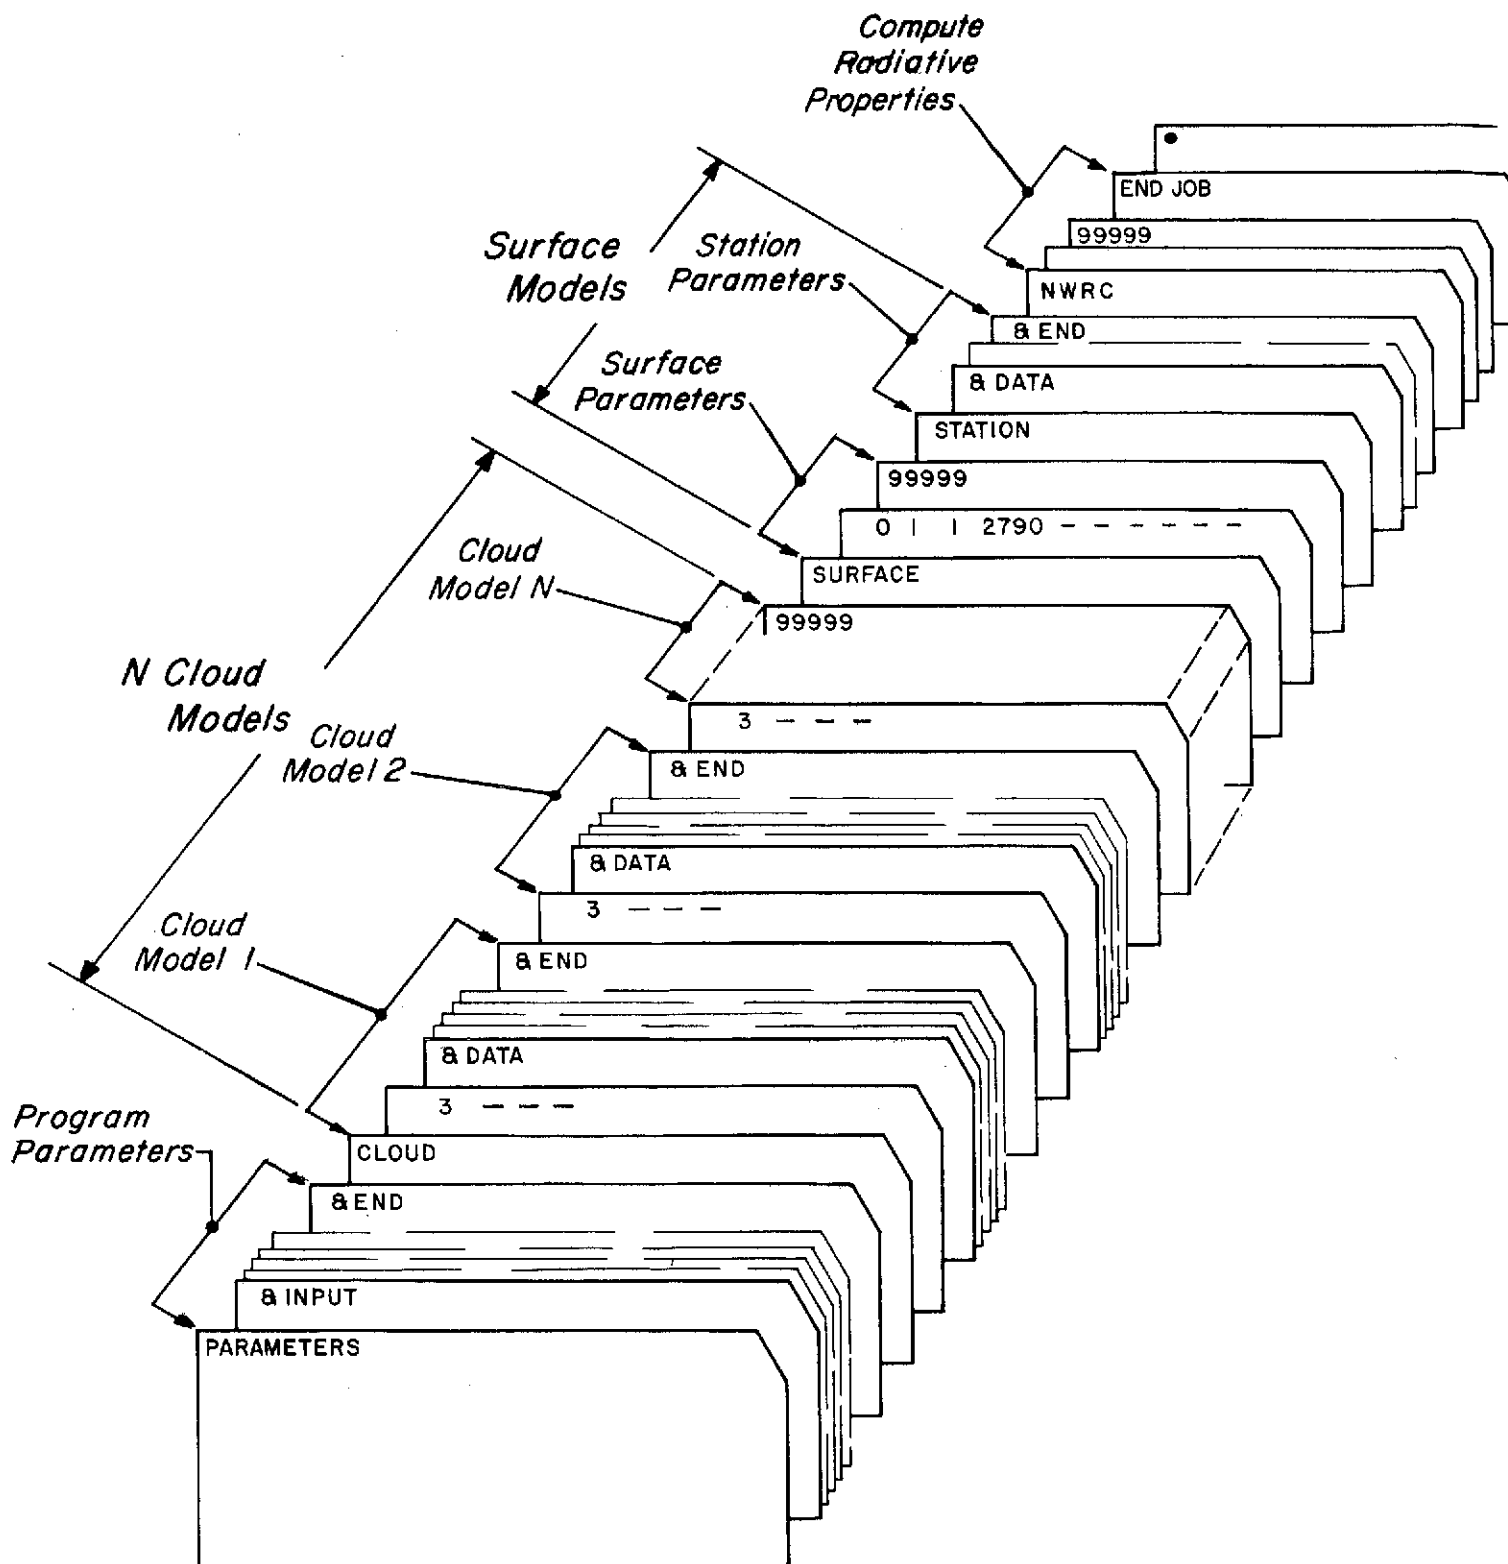 Compute
Radiative
Properties
END JOB
99999
NWRC
Surface
Models
Station
Parameters
& END
& DATA
STATION
Surface
Parameters
99999
0 1 1 2790 - - - - - -
SURFACE
Cloud
Model N
99999
N Cloud
Models
3 - - -
Cloud
Model 2
& END
& DATA
3 - - -
Cloud
Model 1
& END
& DATA
3 - - -
CLOUD
Program
Parameters
& END
& INPUT
PARAMETERS